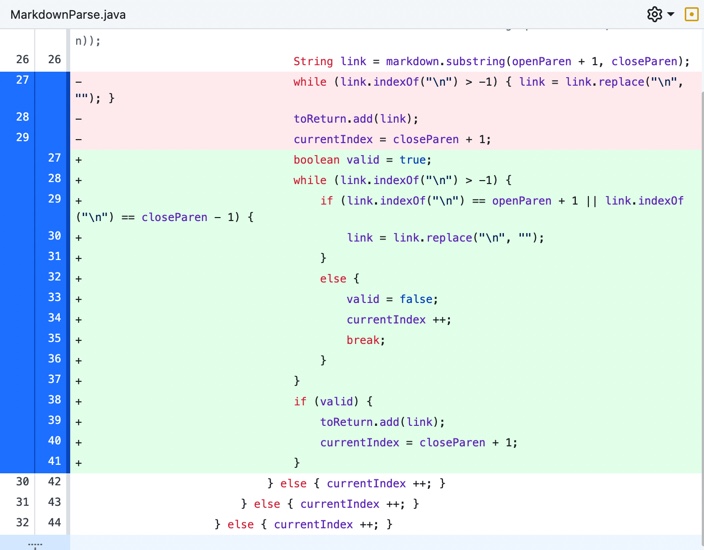 MarkdownParse.java
n));
26 26 String link = markdown.substring(openParen + 1, closeParen);
27 - while (link.indexOf("\n") > -1) { link = link.replace("\n",
""); }
28 - toReturn.add(link);
29 - currentIndex = closeParen + 1;
27 + boolean valid = true;
28 + while (link.indexOf("\n") > -1) {
29 + if (link.indexOf("\n") == openParen + 1 || link.indexOf
("\n") == closeParen - 1) {
30 + link = link.replace("\n", "");
31 + }
32 + else {
33 + valid = false;
34 + currentIndex ++;
35 + break;
36 + }
37 + }
38 + if (valid) {
39 + toReturn.add(link);
40 + currentIndex = closeParen + 1;
41 + }
30 42 } else { currentIndex ++; }
31 43 } else { currentIndex ++; }
32 44 } else { currentIndex ++; }